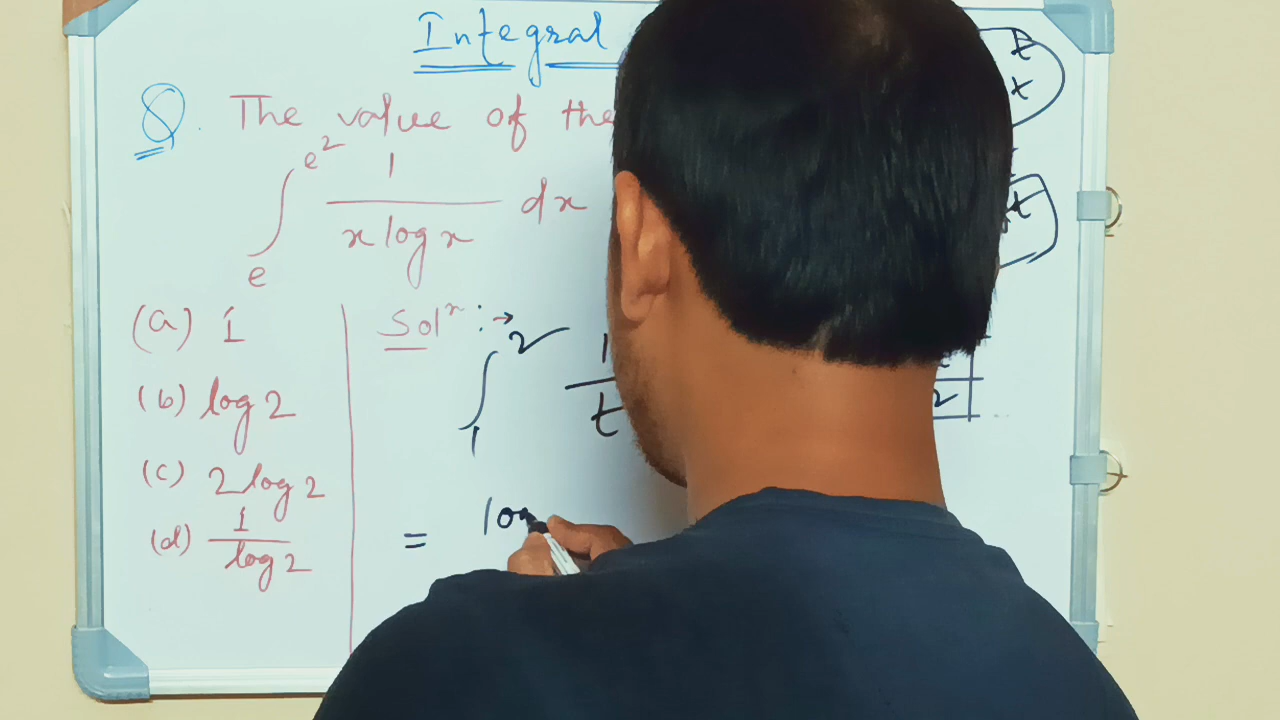 Integral
Q. The value of the
∫ₑ^{e²} 1/(x log x) dx
(a) 1
(b) log 2
(c) 2 log 2
(d) 1/log 2
Solⁿ :→
∫₁² 1/t
= log
t
x
t
2